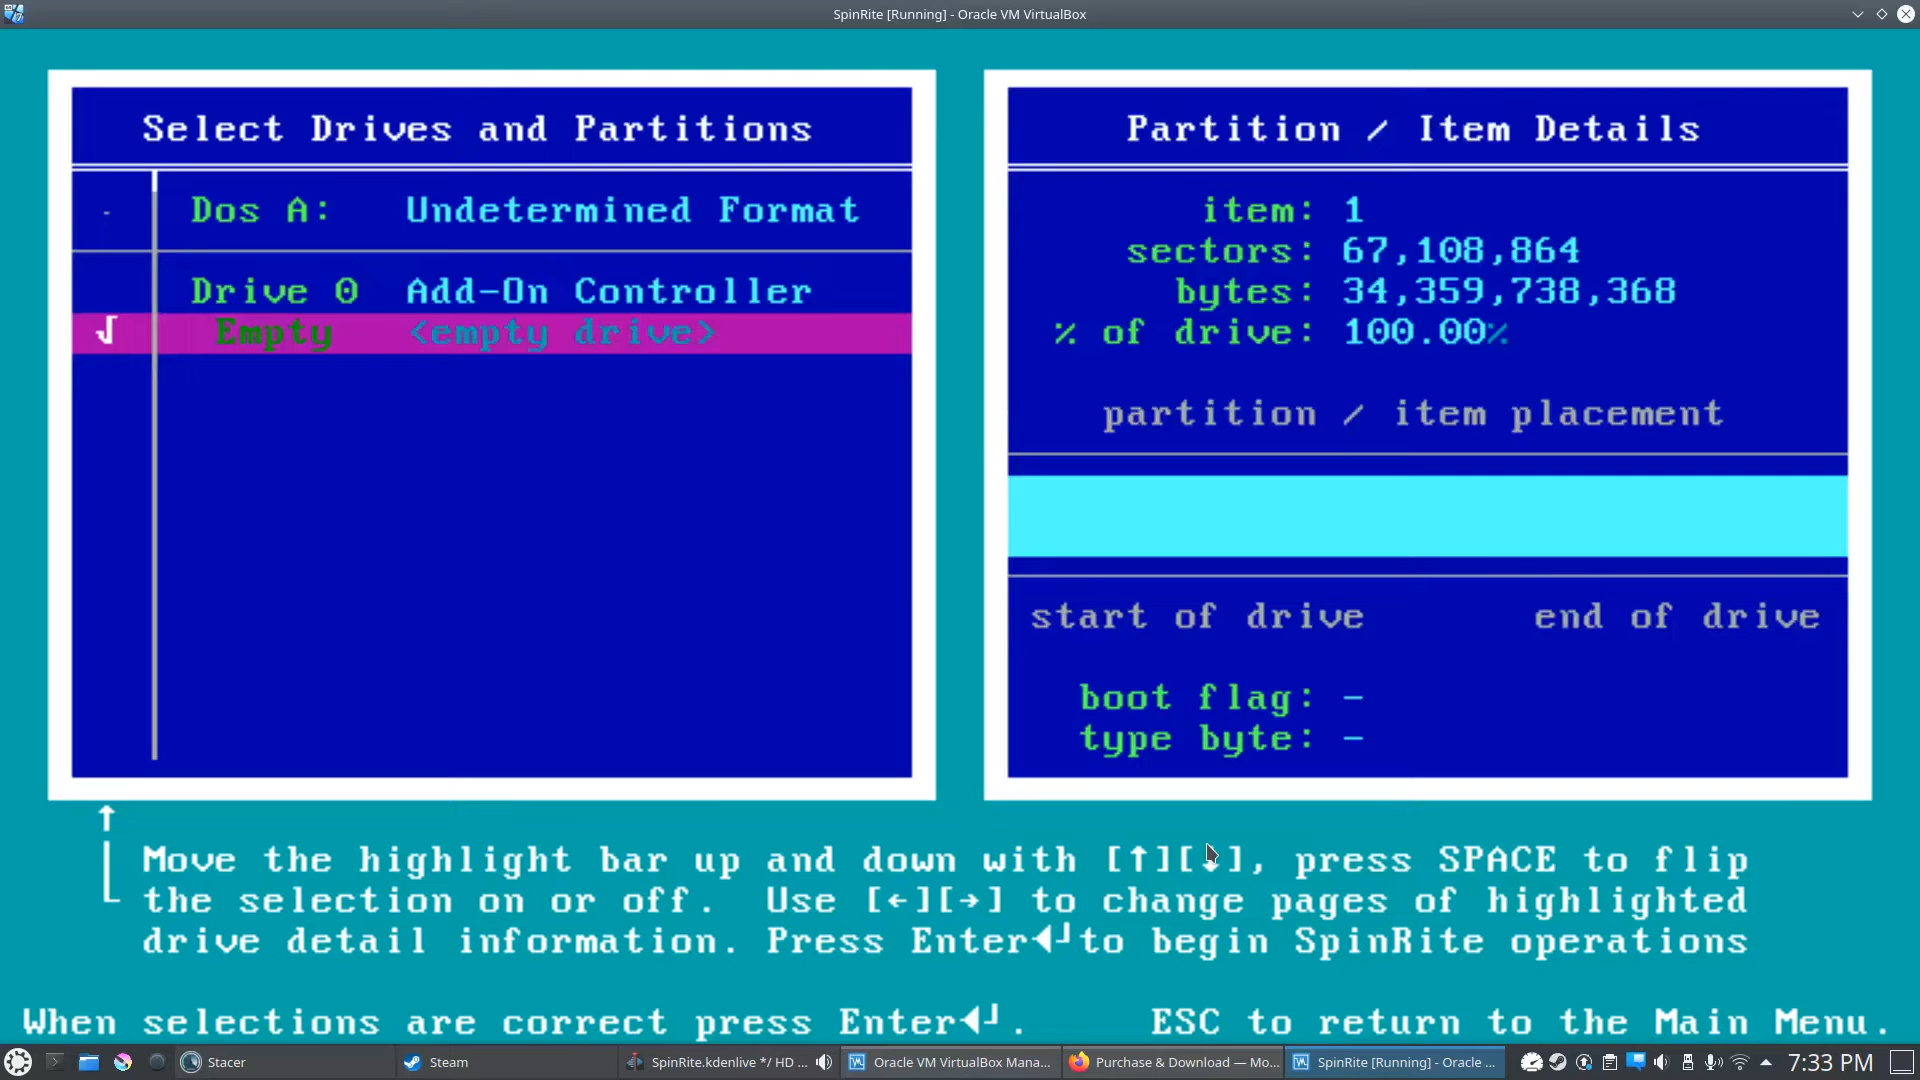 SpinRite [Running] - Oracle VM VirtualBox
Select Drives and Partitions
- Dos A: Undetermined Format
Drive 0 Add-On Controller
√ Empty <empty drive>
Partition / Item Details
item: 1
sectors: 67,108,864
bytes: 34,359,738,368
% of drive: 100.00%
partition / item placement
start of drive end of drive
boot flag: -
type byte: -
Move the highlight bar up and down with [↑][↓], press SPACE to flip
the selection on or off. Use [←][→] to change pages of highlighted
drive detail information. Press Enter◄┘to begin SpinRite operations
When selections are correct press Enter◄┘. ESC to return to the Main Menu.
Stacer Steam SpinRite.kdenlive */ HD ... Oracle VM VirtualBox Mana... Purchase & Download — Mo... SpinRite [Running] - Oracle ... 7:33 PM